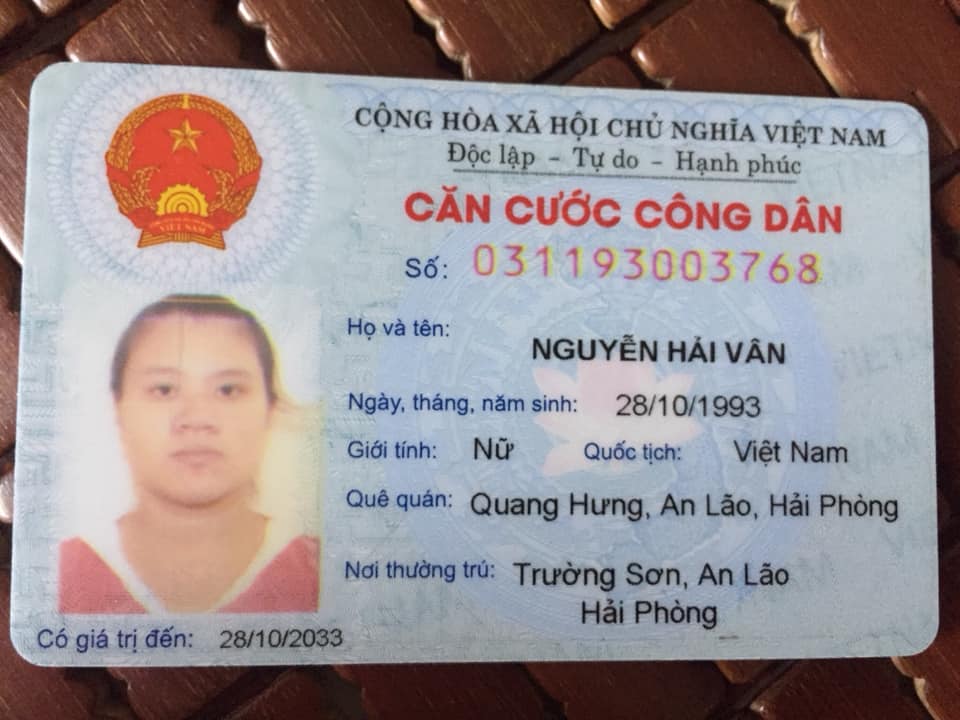 CỘNG HÒA XÃ HỘI CHỦ NGHĨA VIỆT NAM
Độc lập - Tự do - Hạnh phúc
CĂN CƯỚC CÔNG DÂN
Số: 031193003768
Họ và tên:
NGUYỄN HẢI VÂN
Ngày, tháng, năm sinh: 28/10/1993
Giới tính: Nữ Quốc tịch: Việt Nam
Quê quán: Quang Hưng, An Lão, Hải Phòng
Nơi thường trú: Trường Sơn, An Lão
Hải Phòng
Có giá trị đến: 28/10/2033
VIỆT NAM